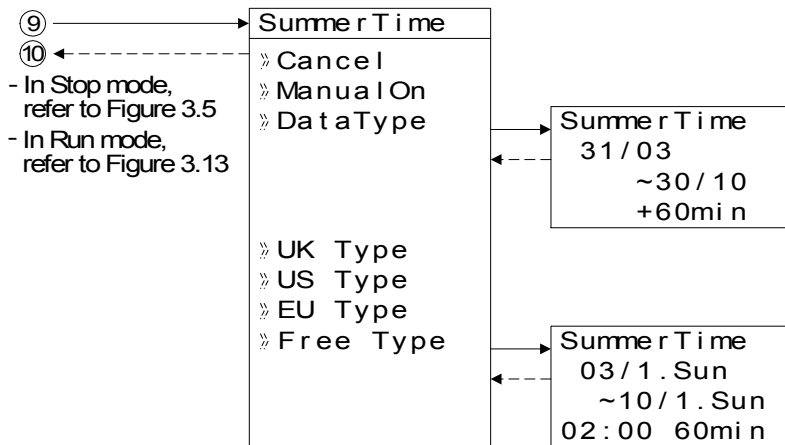 ⑨
⑩
- In Stop mode,
refer to Figure 3.5
- In Run mode,
refer to Figure 3.13
SummerTime
》Cancel
》ManualOn
》DataType
》UK Type
》US Type
》EU Type
》Free Type
SummerTime
31/03
~30/10
+60min
SummerTime
03/1.Sun
~10/1.Sun
02:00 60min